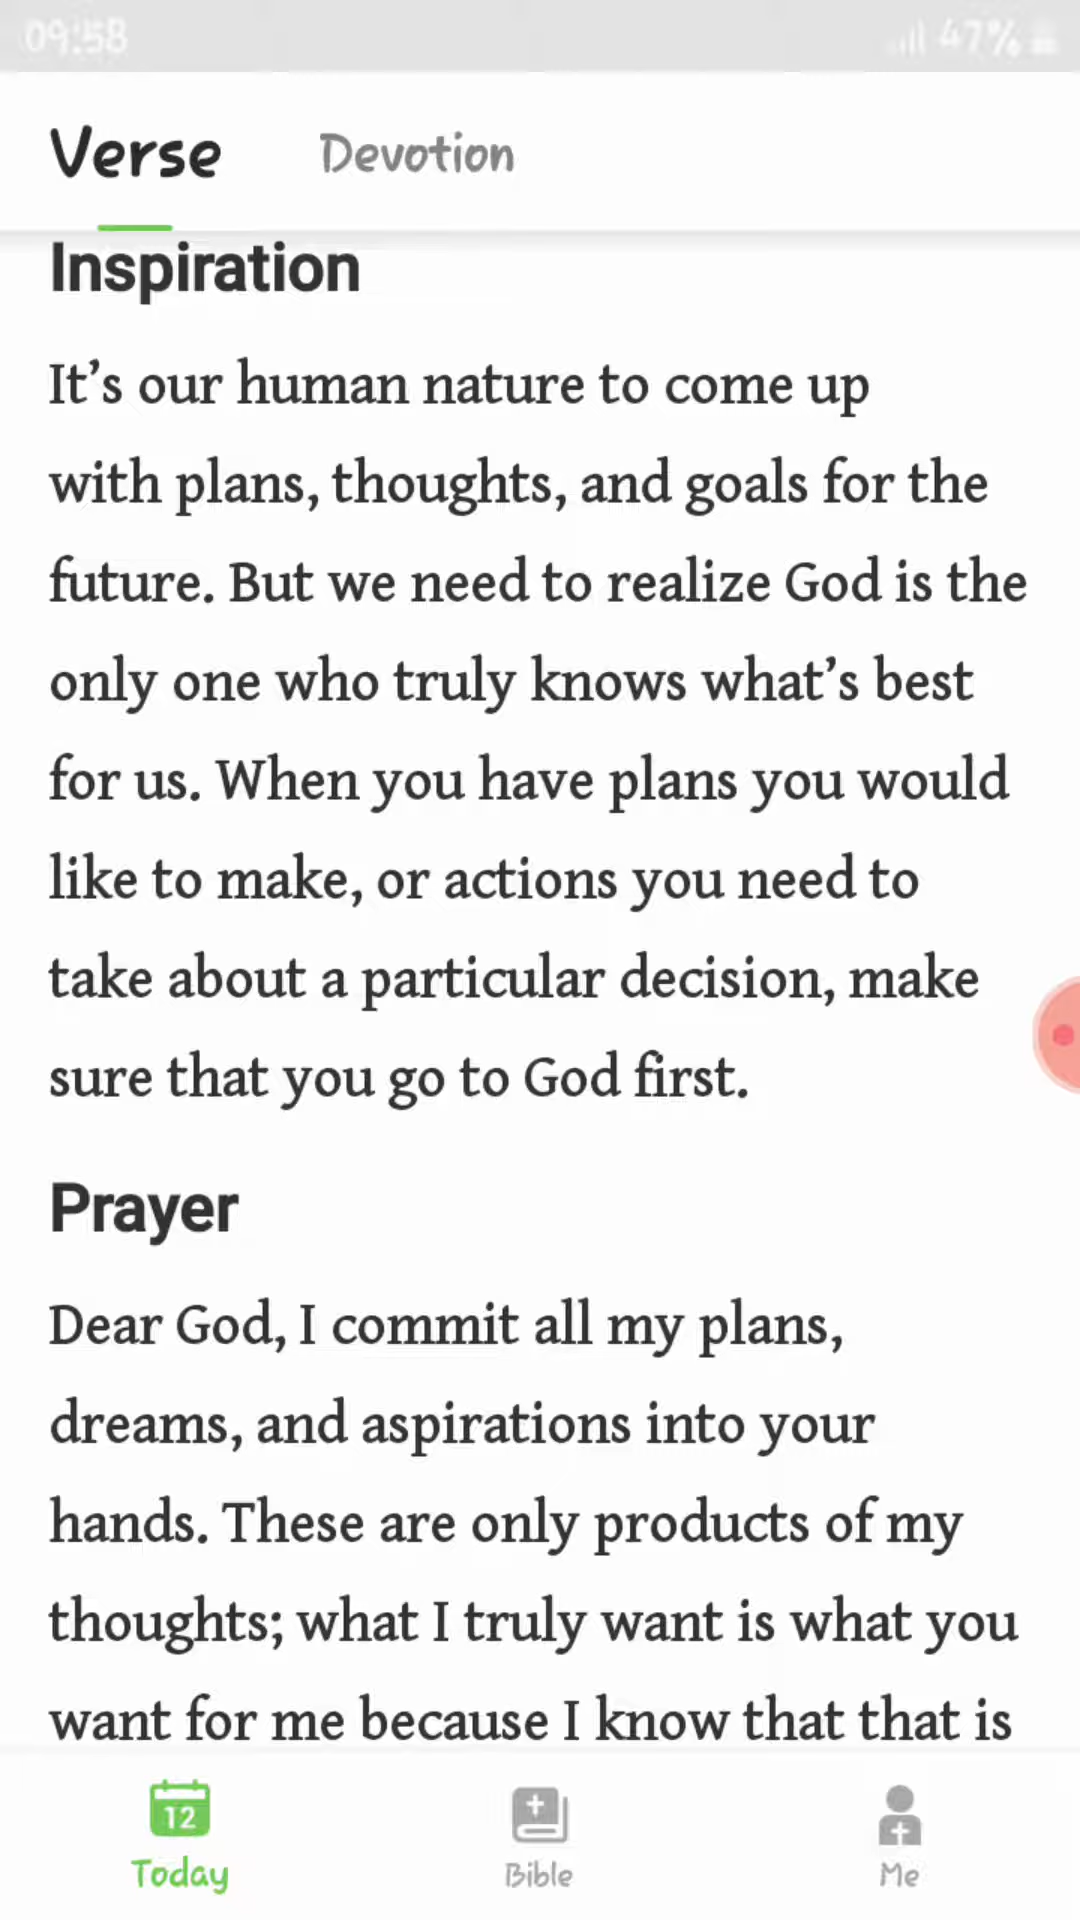 09:58 47%
Verse Devotion
Inspiration
It’s our human nature to come up
with plans, thoughts, and goals for the
future. But we need to realize God is the
only one who truly knows what’s best
for us. When you have plans you would
like to make, or actions you need to
take about a particular decision, make
sure that you go to God first.
Prayer
Dear God, I commit all my plans,
dreams, and aspirations into your
hands. These are only products of my
thoughts; what I truly want is what you
want for me because I know that that is
12
Today Bible Me